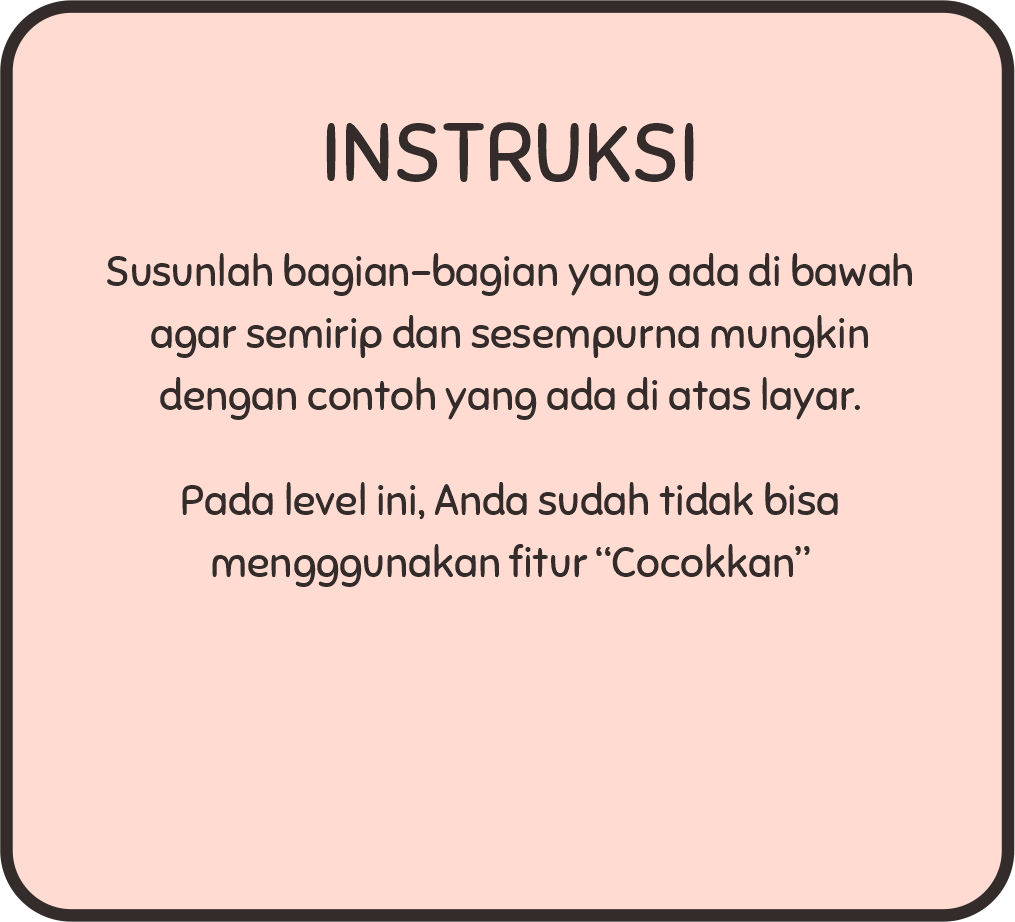 INSTRUKSI
Susunlah bagian-bagian yang ada di bawah
agar semirip dan sesempurna mungkin
dengan contoh yang ada di atas layar.
Pada level ini, Anda sudah tidak bisa
mengggunakan fitur “Cocokkan”